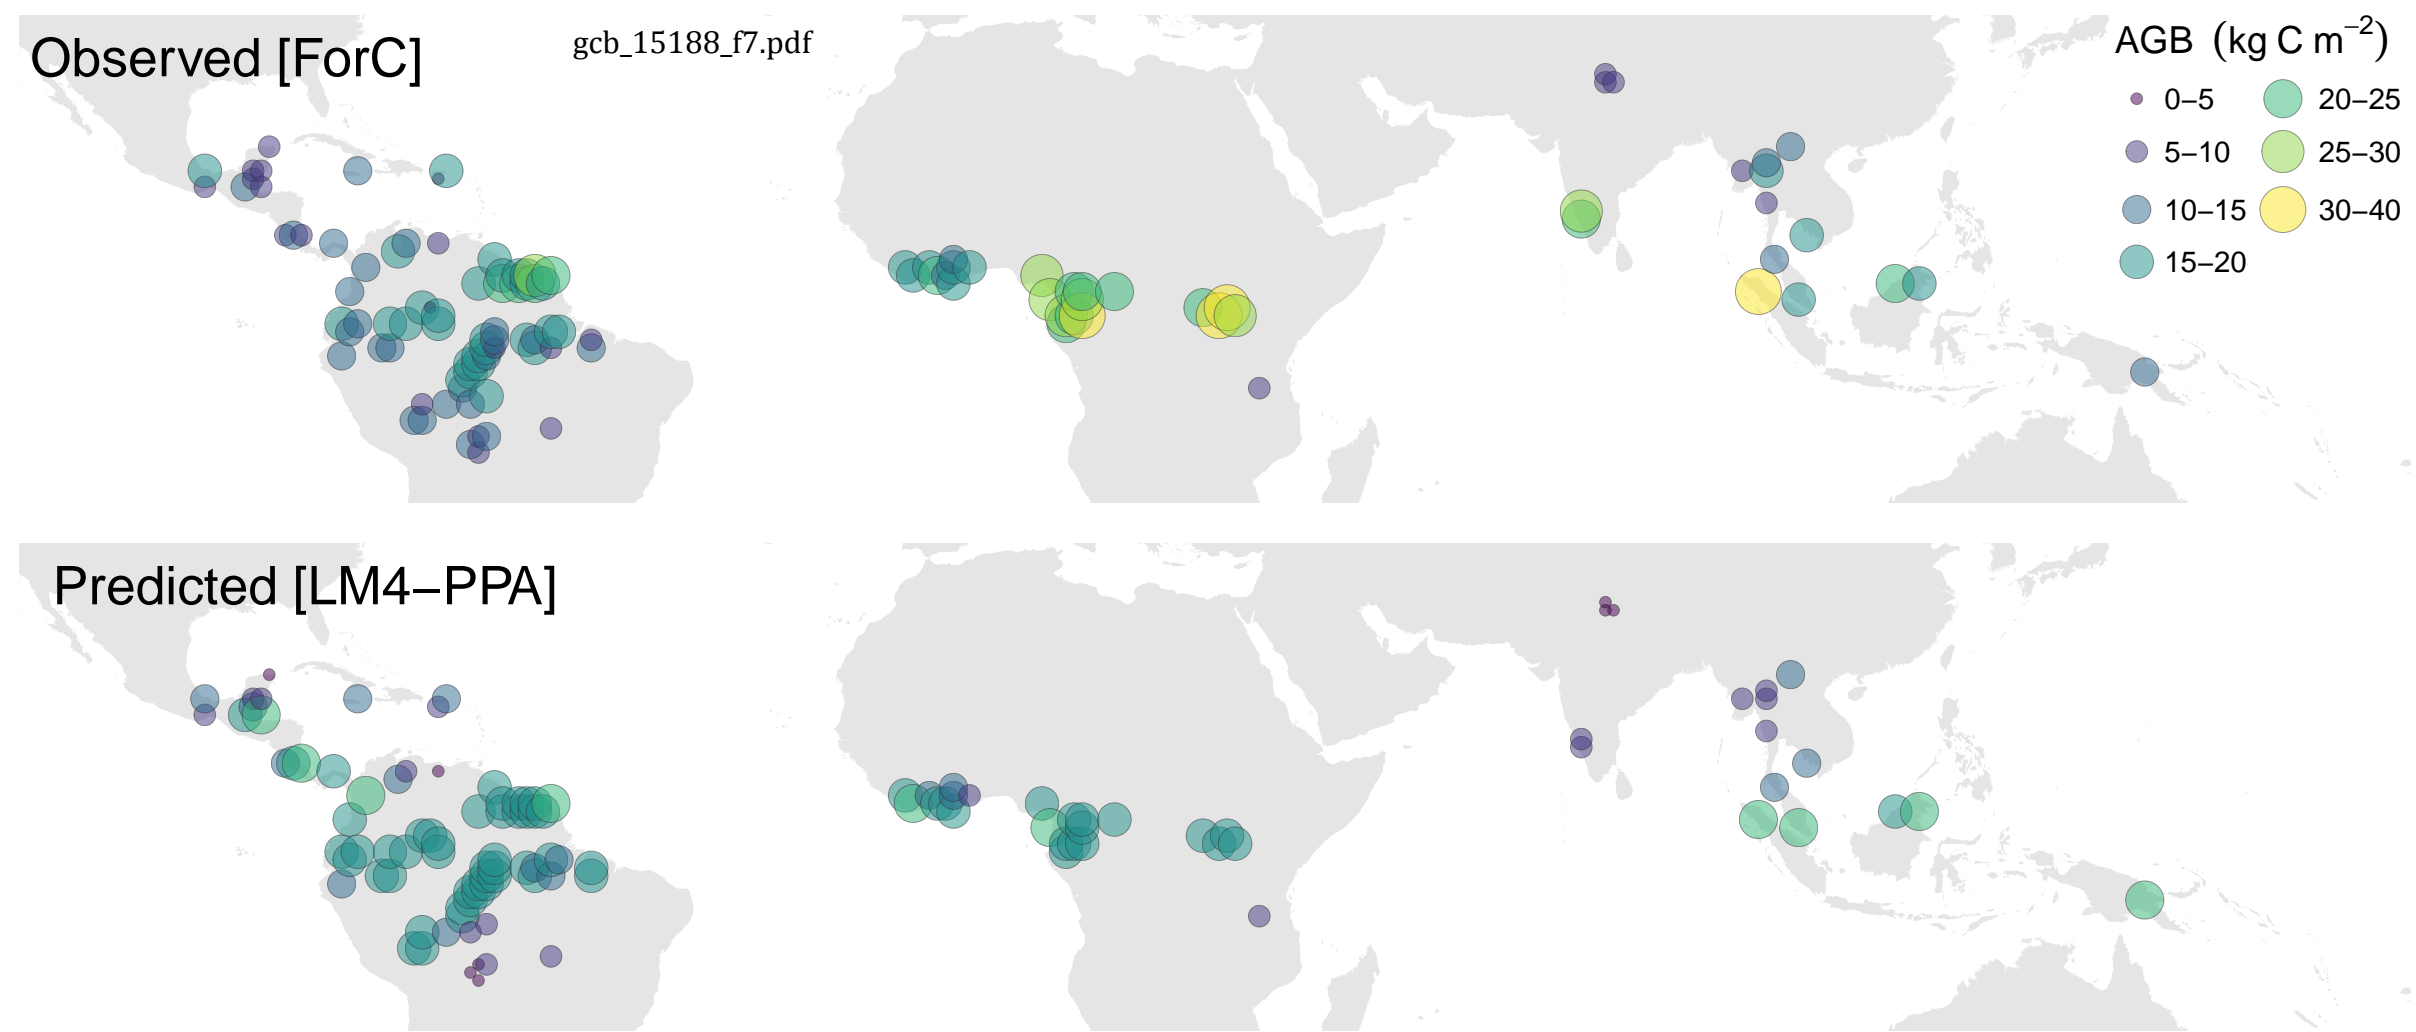 Observed [ForC]
gcb_15188_f7.pdf
AGB (kg C m⁻²)
0−5
5−10
10−15
15−20
20−25
25−30
30−40
Predicted [LM4−PPA]